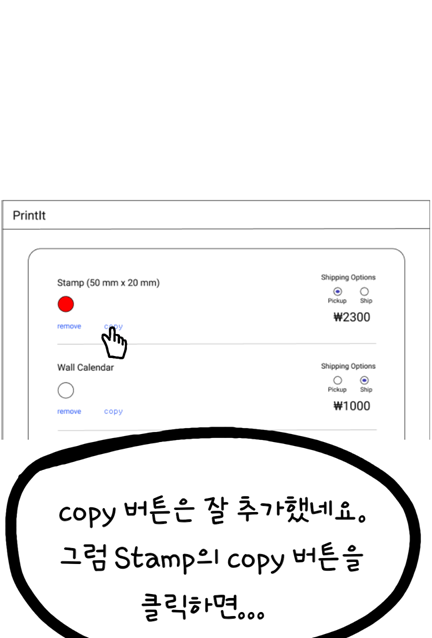 PrintIt
Stamp (50 mm x 20 mm)
Shipping Options
Pickup Ship
₩2300
remove copy
Wall Calendar
Shipping Options
Pickup Ship
₩1000
remove copy
copy 버튼은 잘 추가했네요.
그럼 Stamp의 copy 버튼을
클릭하면...